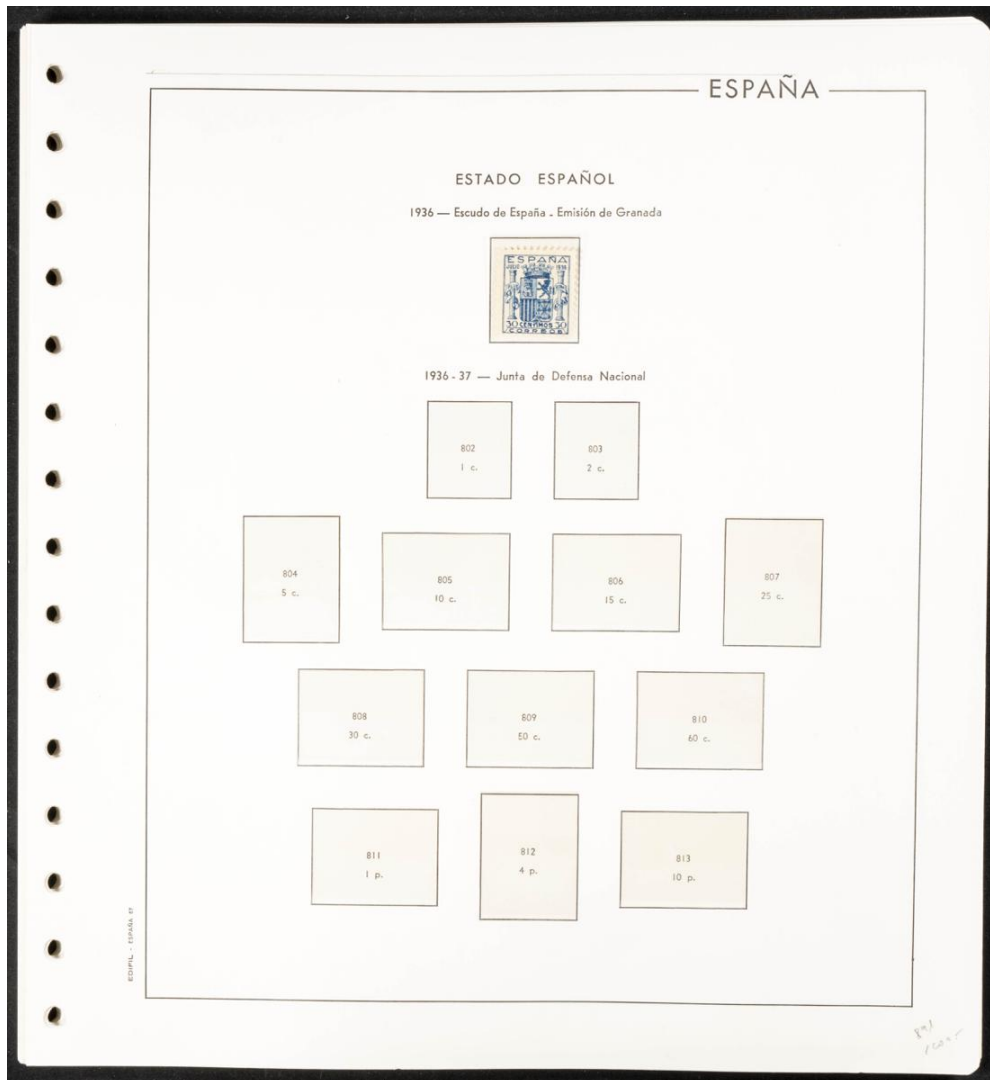 ESPAÑA
ESTADO ESPAÑOL
1936 — Escudo de España - Emisión de Granada
ESPAÑA
30 CENTIMOS 30
CORREOS
1936 - 37 — Junta de Defensa Nacional
802
1 c.
803
2 c.
804
5 c.
805
10 c.
806
15 c.
807
25 c.
808
30 c.
809
50 c.
810
60 c.
811
1 p.
812
4 p.
813
10 p.
EDIFIL - ESPAÑA